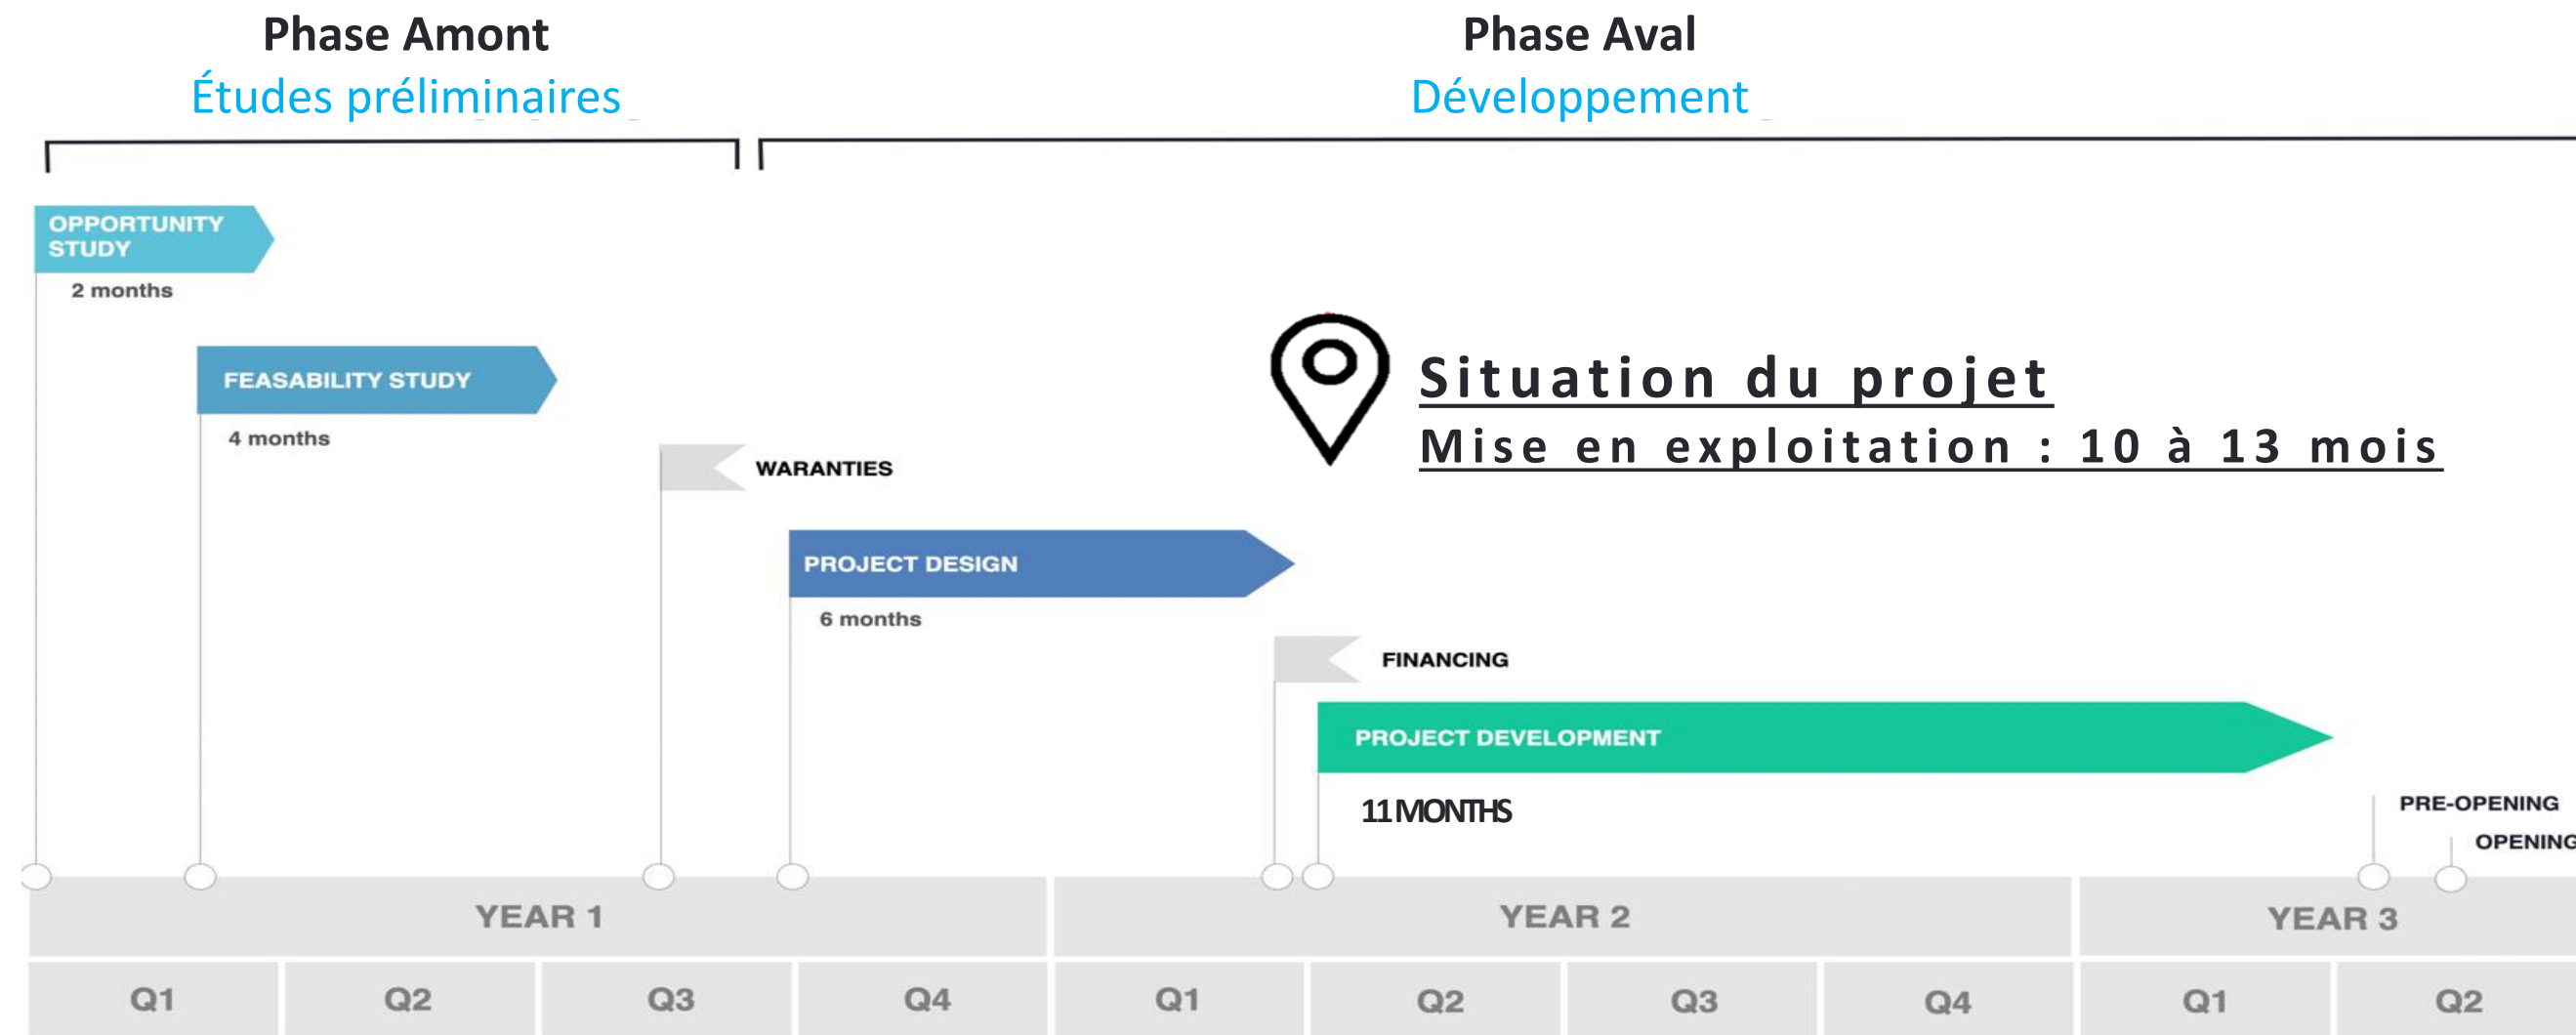 Phase Amont
Études préliminaires
Phase Aval
Développement
OPPORTUNITY
STUDY
2 months
FEASABILITY STUDY
4 months
Situation du projet
Mise en exploitation : 10 à 13 mois
WARANTIES
PROJECT DESIGN
6 months
FINANCING
PROJECT DEVELOPMENT
11 MONTHS
PRE-OPENING
OPENING
YEAR 1
YEAR 2
YEAR 3
Q1
Q2
Q3
Q4
Q1
Q2
Q3
Q4
Q1
Q2